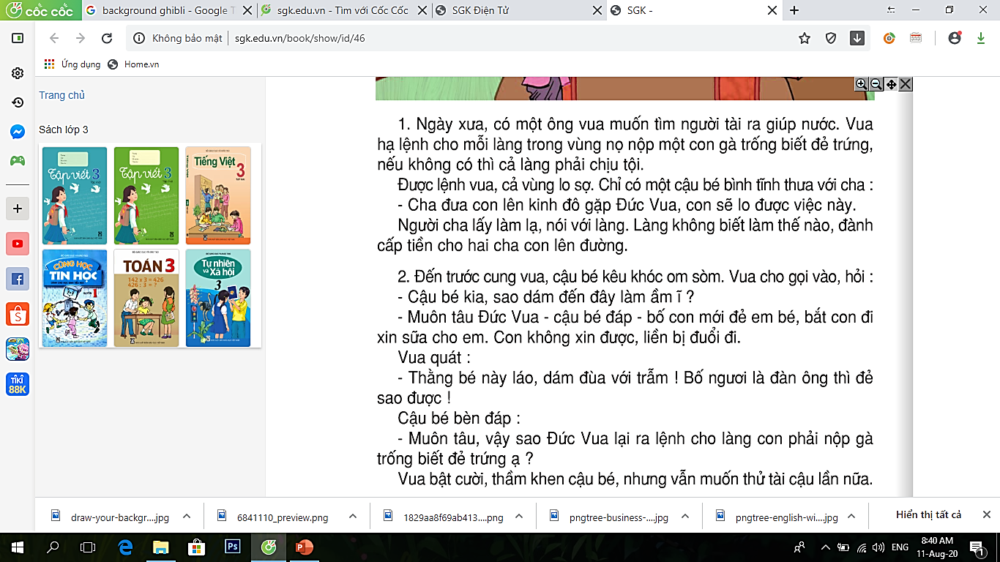 cốc cốc
background ghibli - Google T
sgk.edu.vn - Tìm với Cốc Cốc
SGK Điện Tử
SGK -
Không bảo mật
sgk.edu.vn/book/show/id/46
Ứng dụng
Home.vn
Trang chủ
Sách lớp 3
Tập viết 3
Tập viết 3
Tiếng Việt 3
TẬP HAI
CÙNG HỌC
TIN HỌC
QUYỂN 1
TOÁN 3
142 x 3 = 426
426 : 3 = ?
Tự nhiên
và Xã hội
3
TIKI
88K
1. Ngày xưa, có một ông vua muốn tìm người tài ra giúp nước. Vua
hạ lệnh cho mỗi làng trong vùng nọ nộp một con gà trống biết đẻ trứng,
nếu không có thì cả làng phải chịu tội.
Được lệnh vua, cả vùng lo sợ. Chỉ có một cậu bé bình tĩnh thưa với cha :
- Cha đưa con lên kinh đô gặp Đức Vua, con sẽ lo được việc này.
Người cha lấy làm lạ, nói với làng. Làng không biết làm thế nào, đành
cấp tiền cho hai cha con lên đường.
2. Đến trước cung vua, cậu bé kêu khóc om sòm. Vua cho gọi vào, hỏi :
- Cậu bé kia, sao dám đến đây làm ầm ĩ ?
- Muôn tâu Đức Vua - cậu bé đáp - bố con mới đẻ em bé, bắt con đi
xin sữa cho em. Con không xin được, liền bị đuổi đi.
Vua quát :
- Thằng bé này láo, dám đùa với trẫm ! Bố ngươi là đàn ông thì đẻ
sao được !
Cậu bé bèn đáp :
- Muôn tâu, vậy sao Đức Vua lại ra lệnh cho làng con phải nộp gà
trống biết đẻ trứng ạ ?
Vua bật cười, thầm khen cậu bé, nhưng vẫn muốn thử tài cậu lần nữa.
draw-your-backgr....jpg
6841110_preview.png
1829aa8f69ab413....png
pngtree-business-....jpg
pngtree-english-wi....jpg
Hiển thị tất cả
Ps
ENG
8:40 AM
11-Aug-20
1